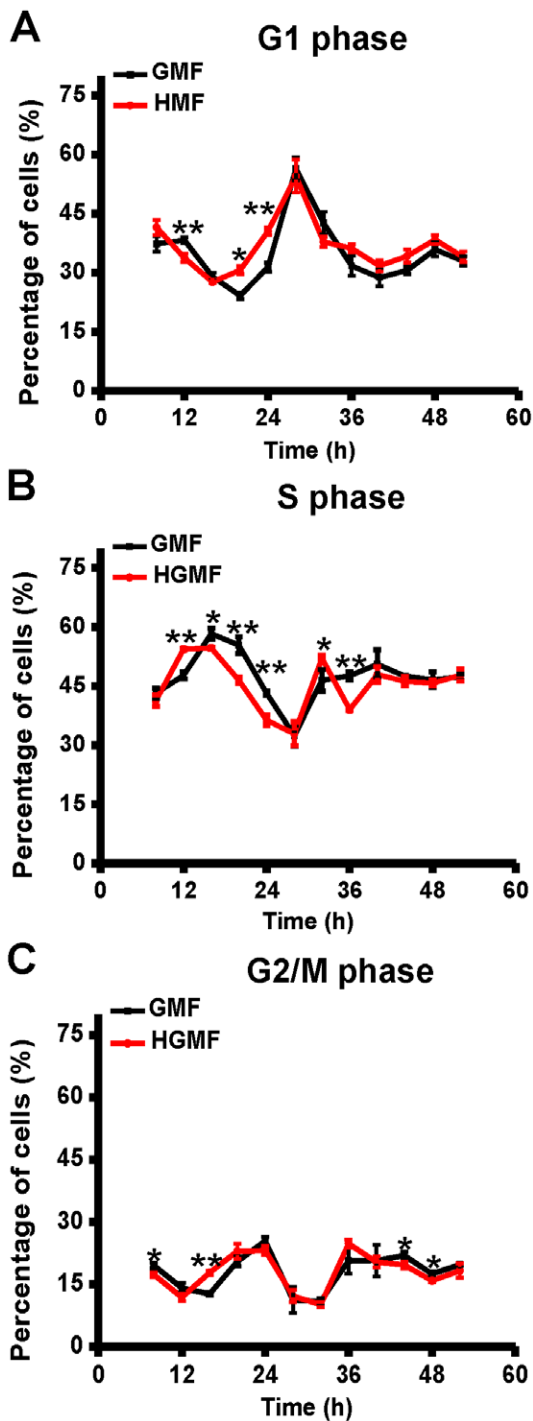 A
G1 phase
GMF
HMF
Percentage of cells (%)
75
60
45
30
15
0
** * **
0 12 24 36 48 60
Time (h)
B
S phase
GMF
HGMF
Percentage of cells (%)
75
60
45
30
15
0
** * ** ** * **
0 12 24 36 48 60
Time (h)
C
G2/M phase
GMF
HGMF
Percentage of cells (%)
75
60
45
30
15
0
* ** * *
0 12 24 36 48 60
Time (h)